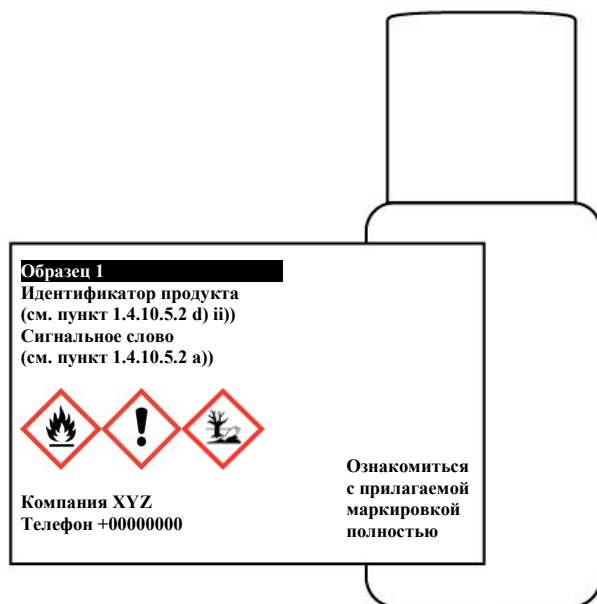 Образец 1
Идентификатор продукта
(см. пункт 1.4.10.5.2 d) ii))
Сигнальное слово
(см. пункт 1.4.10.5.2 a))
Компания XYZ
Телефон +00000000
Ознакомиться
с прилагаемой
маркировкой
полностью